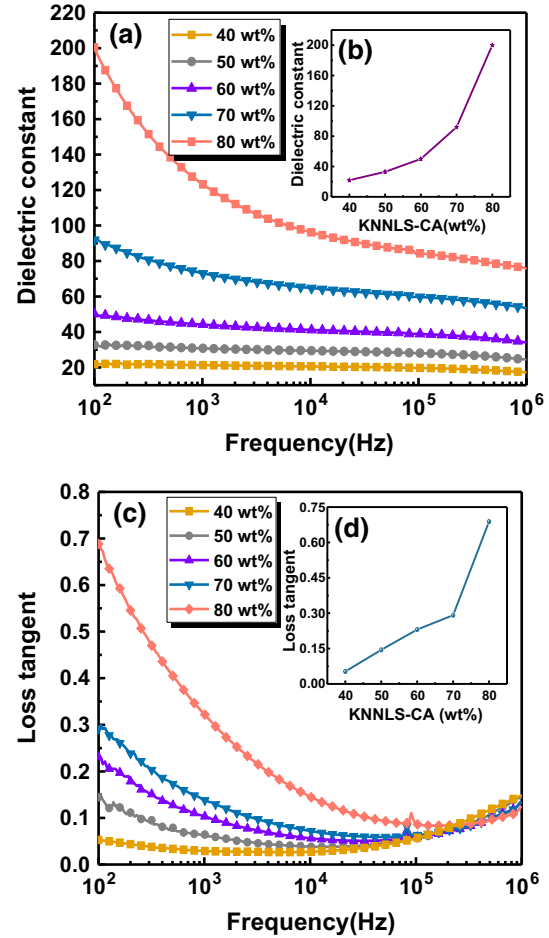 (a)
40 wt%
50 wt%
60 wt%
70 wt%
80 wt%
(b)
Dielectric constant
200
160
120
80
40
40 50 60 70 80
KNNLS-CA(wt%)
Dielectric constant
220
200
180
160
140
120
100
80
60
40
20
10² 10³ 10⁴ 10⁵ 10⁶
Frequency(Hz)
(c)
40 wt%
50 wt%
60 wt%
70 wt%
80 wt%
(d)
Loss tangent
0.75
0.60
0.45
0.30
0.15
0.00
40 50 60 70 80
KNNLS-CA (wt%)
Loss tangent
0.8
0.7
0.6
0.5
0.4
0.3
0.2
0.1
0.0
10² 10³ 10⁴ 10⁵ 10⁶
Frequency(Hz)